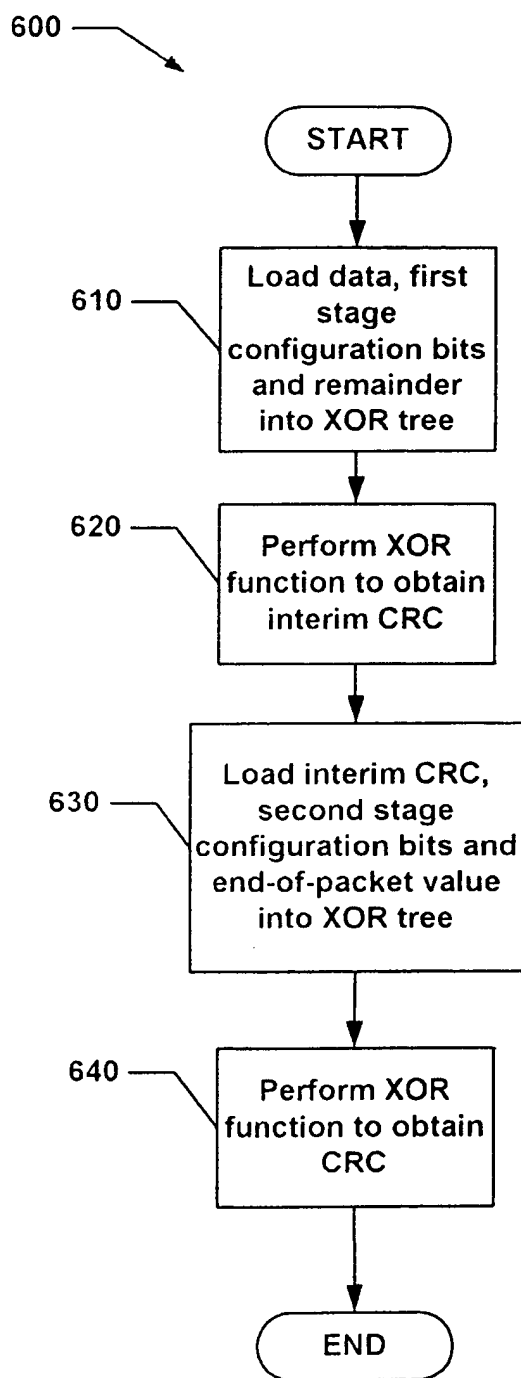 600
START
610
Load data, first
stage
configuration bits
and remainder
into XOR tree
620
Perform XOR
function to obtain
interim CRC
630
Load interim CRC,
second stage
configuration bits and
end-of-packet value
into XOR tree
640
Perform XOR
function to obtain
CRC
END